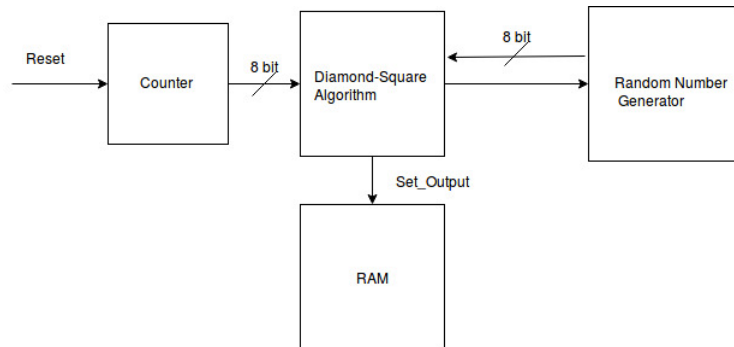 Reset
Counter
8 bit
Diamond-Square
Algorithm
8 bit
Random Number
Generator
Set_Output
RAM